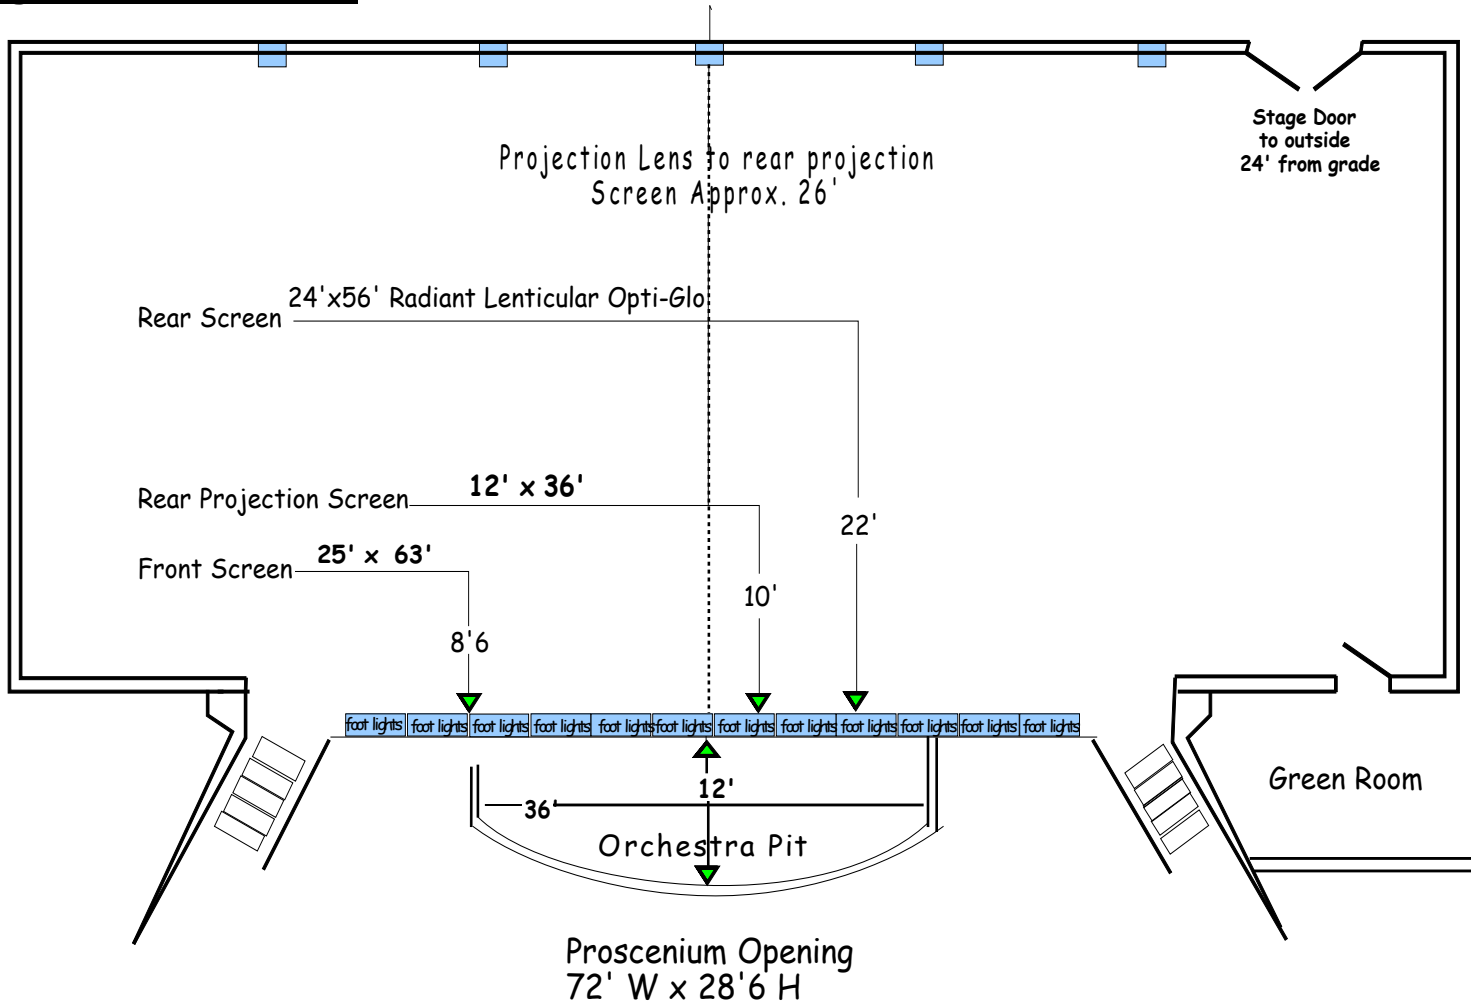 Stage Door
to outside
24' from grade
Projection Lens to rear projection
Screen Approx. 26'
24'x56' Radiant Lenticular Opti-Glo
Rear Screen
12' x 36'
Rear Projection Screen
22'
25' x 63'
Front Screen
10'
8'6
foot lights foot lights foot lights foot lights foot lights foot lights foot lights foot lights foot lights foot lights foot lights foot lights
12'
36'
Green Room
Orchestra Pit
Proscenium Opening
72' W x 28'6 H